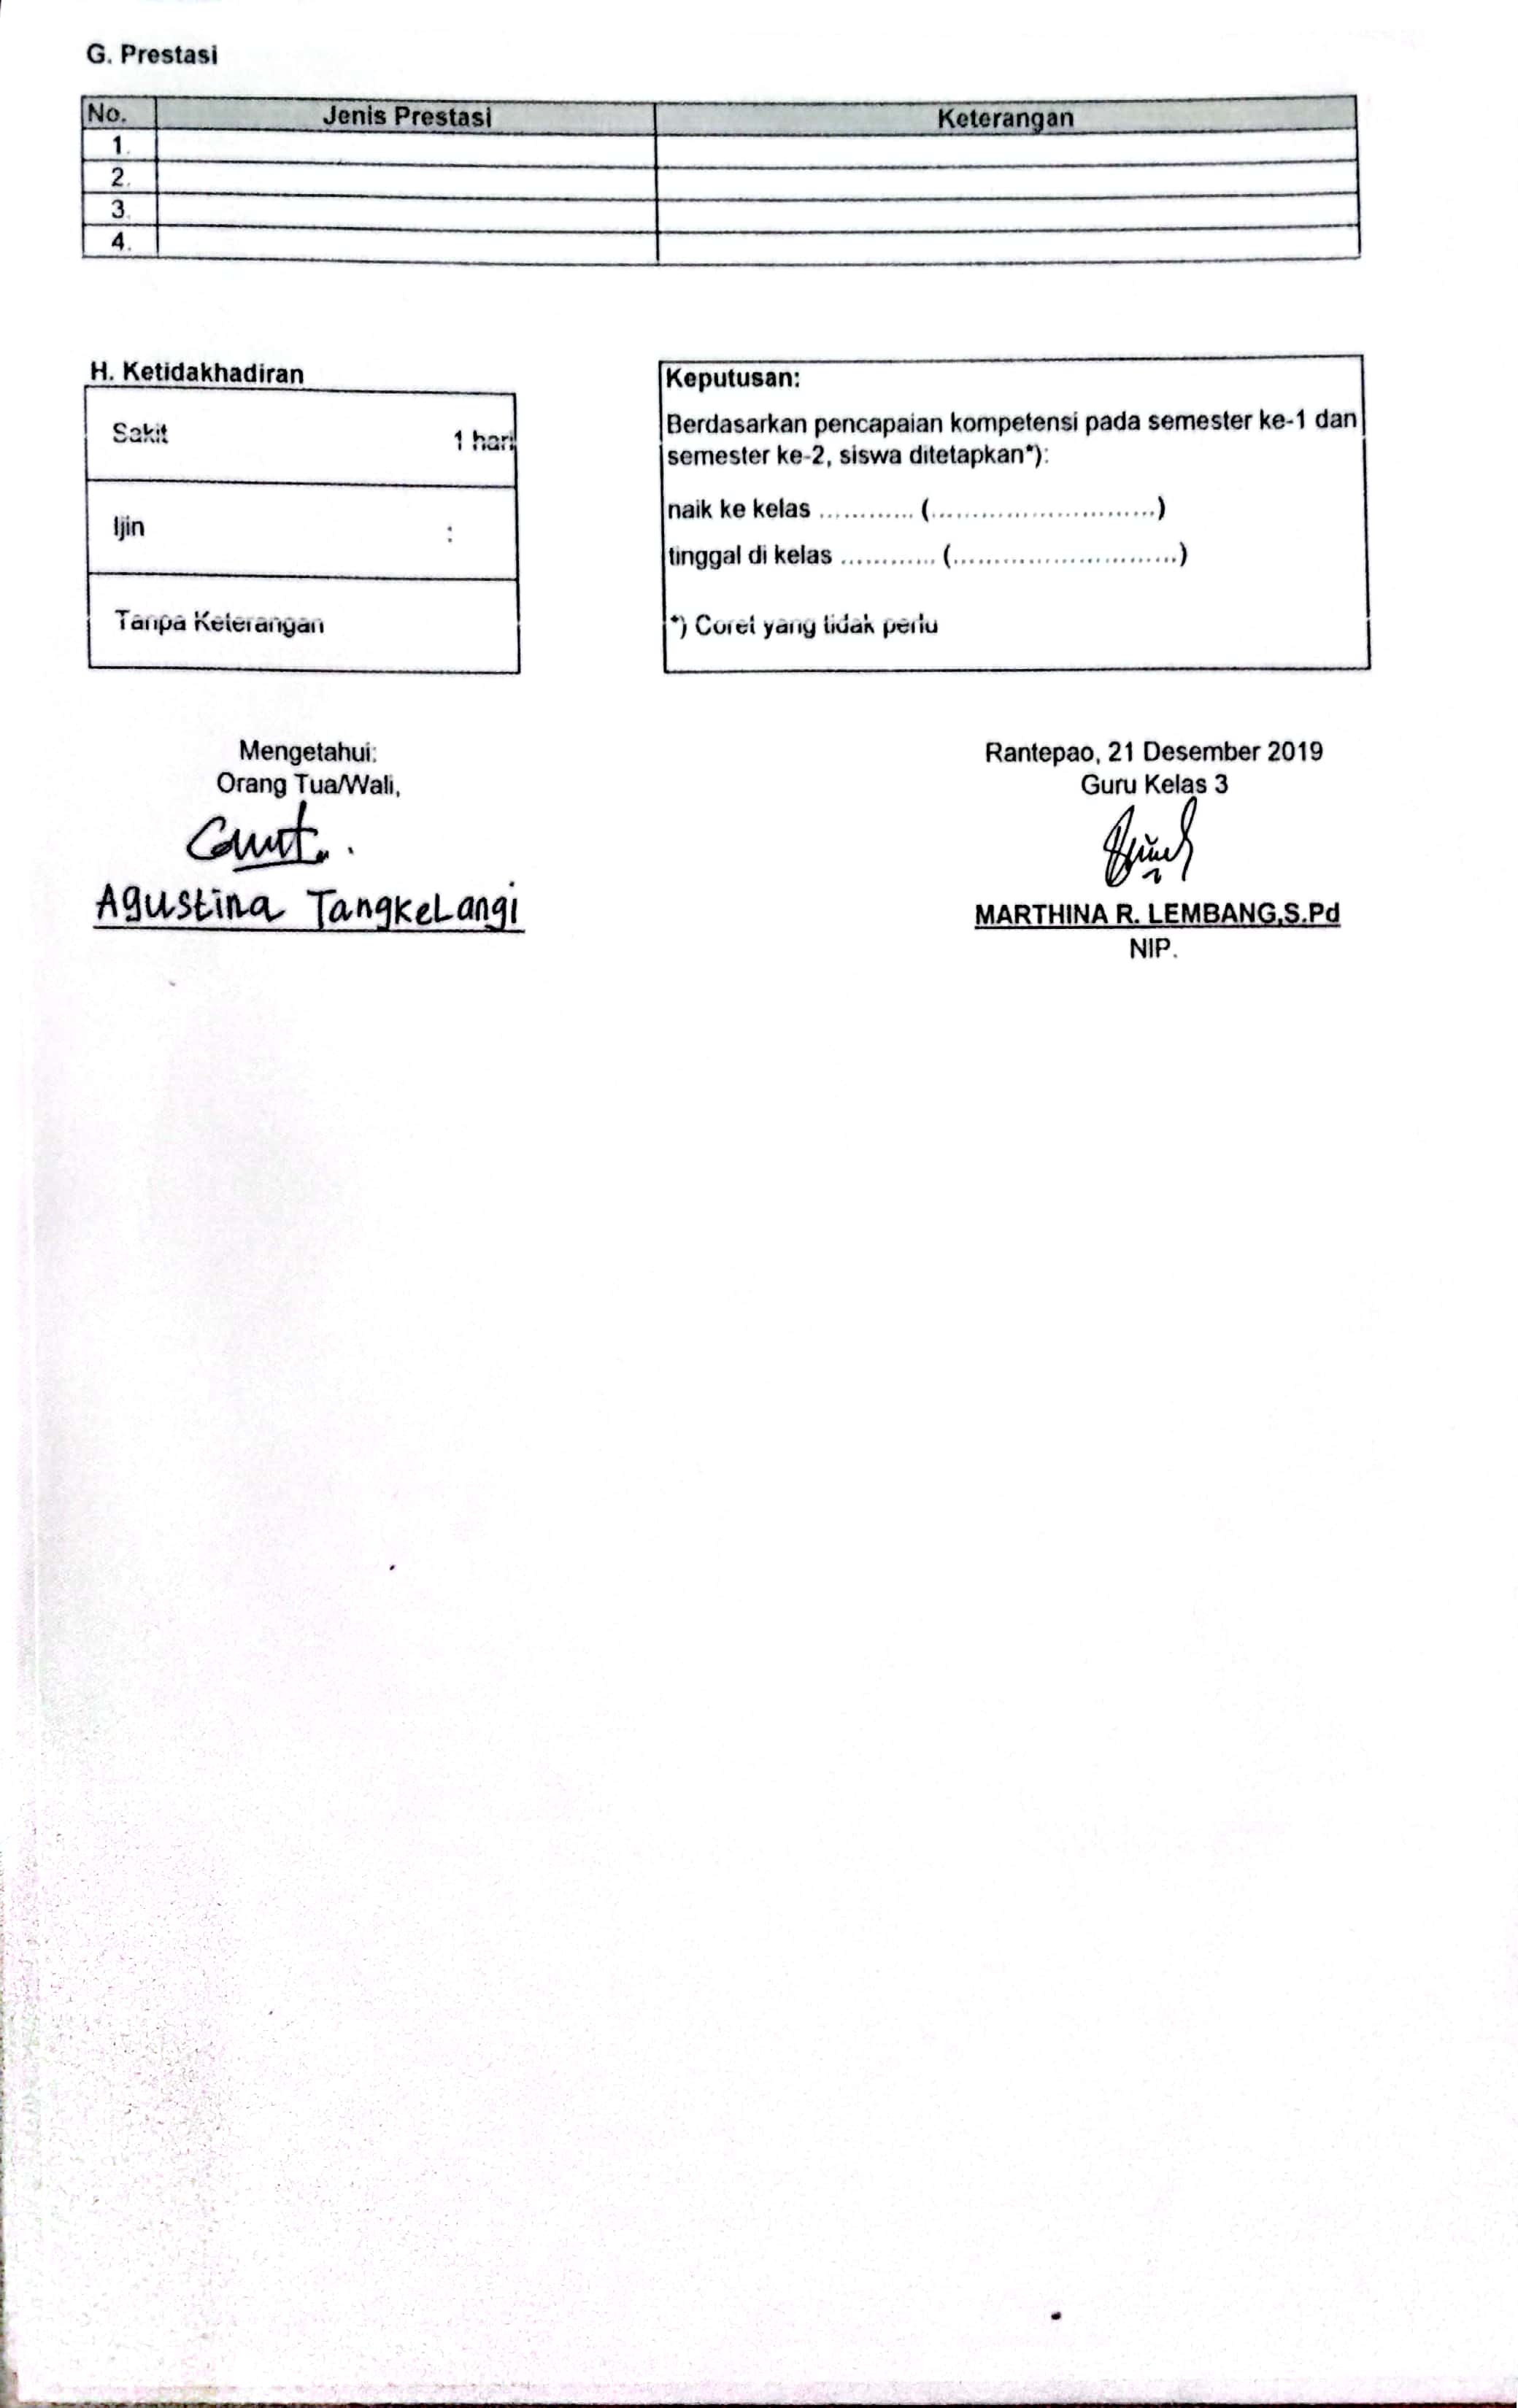 G. Prestasi
No. Jenis Prestasi Keterangan
1.
2.
3.
4.
H. Ketidakhadiran
Sakit 1 hari
Ijin :
Tanpa Keterangan
Keputusan:
Berdasarkan pencapaian kompetensi pada semester ke-1 dan
semester ke-2, siswa ditetapkan*):
naik ke kelas ............ (............................)
tinggal di kelas ............ (............................)
*) Coret yang tidak perlu
Mengetahui:
Orang Tua/Wali,
Agustina Tangkelangi
Rantepao, 21 Desember 2019
Guru Kelas 3
MARTHINA R. LEMBANG,S.Pd
NIP.